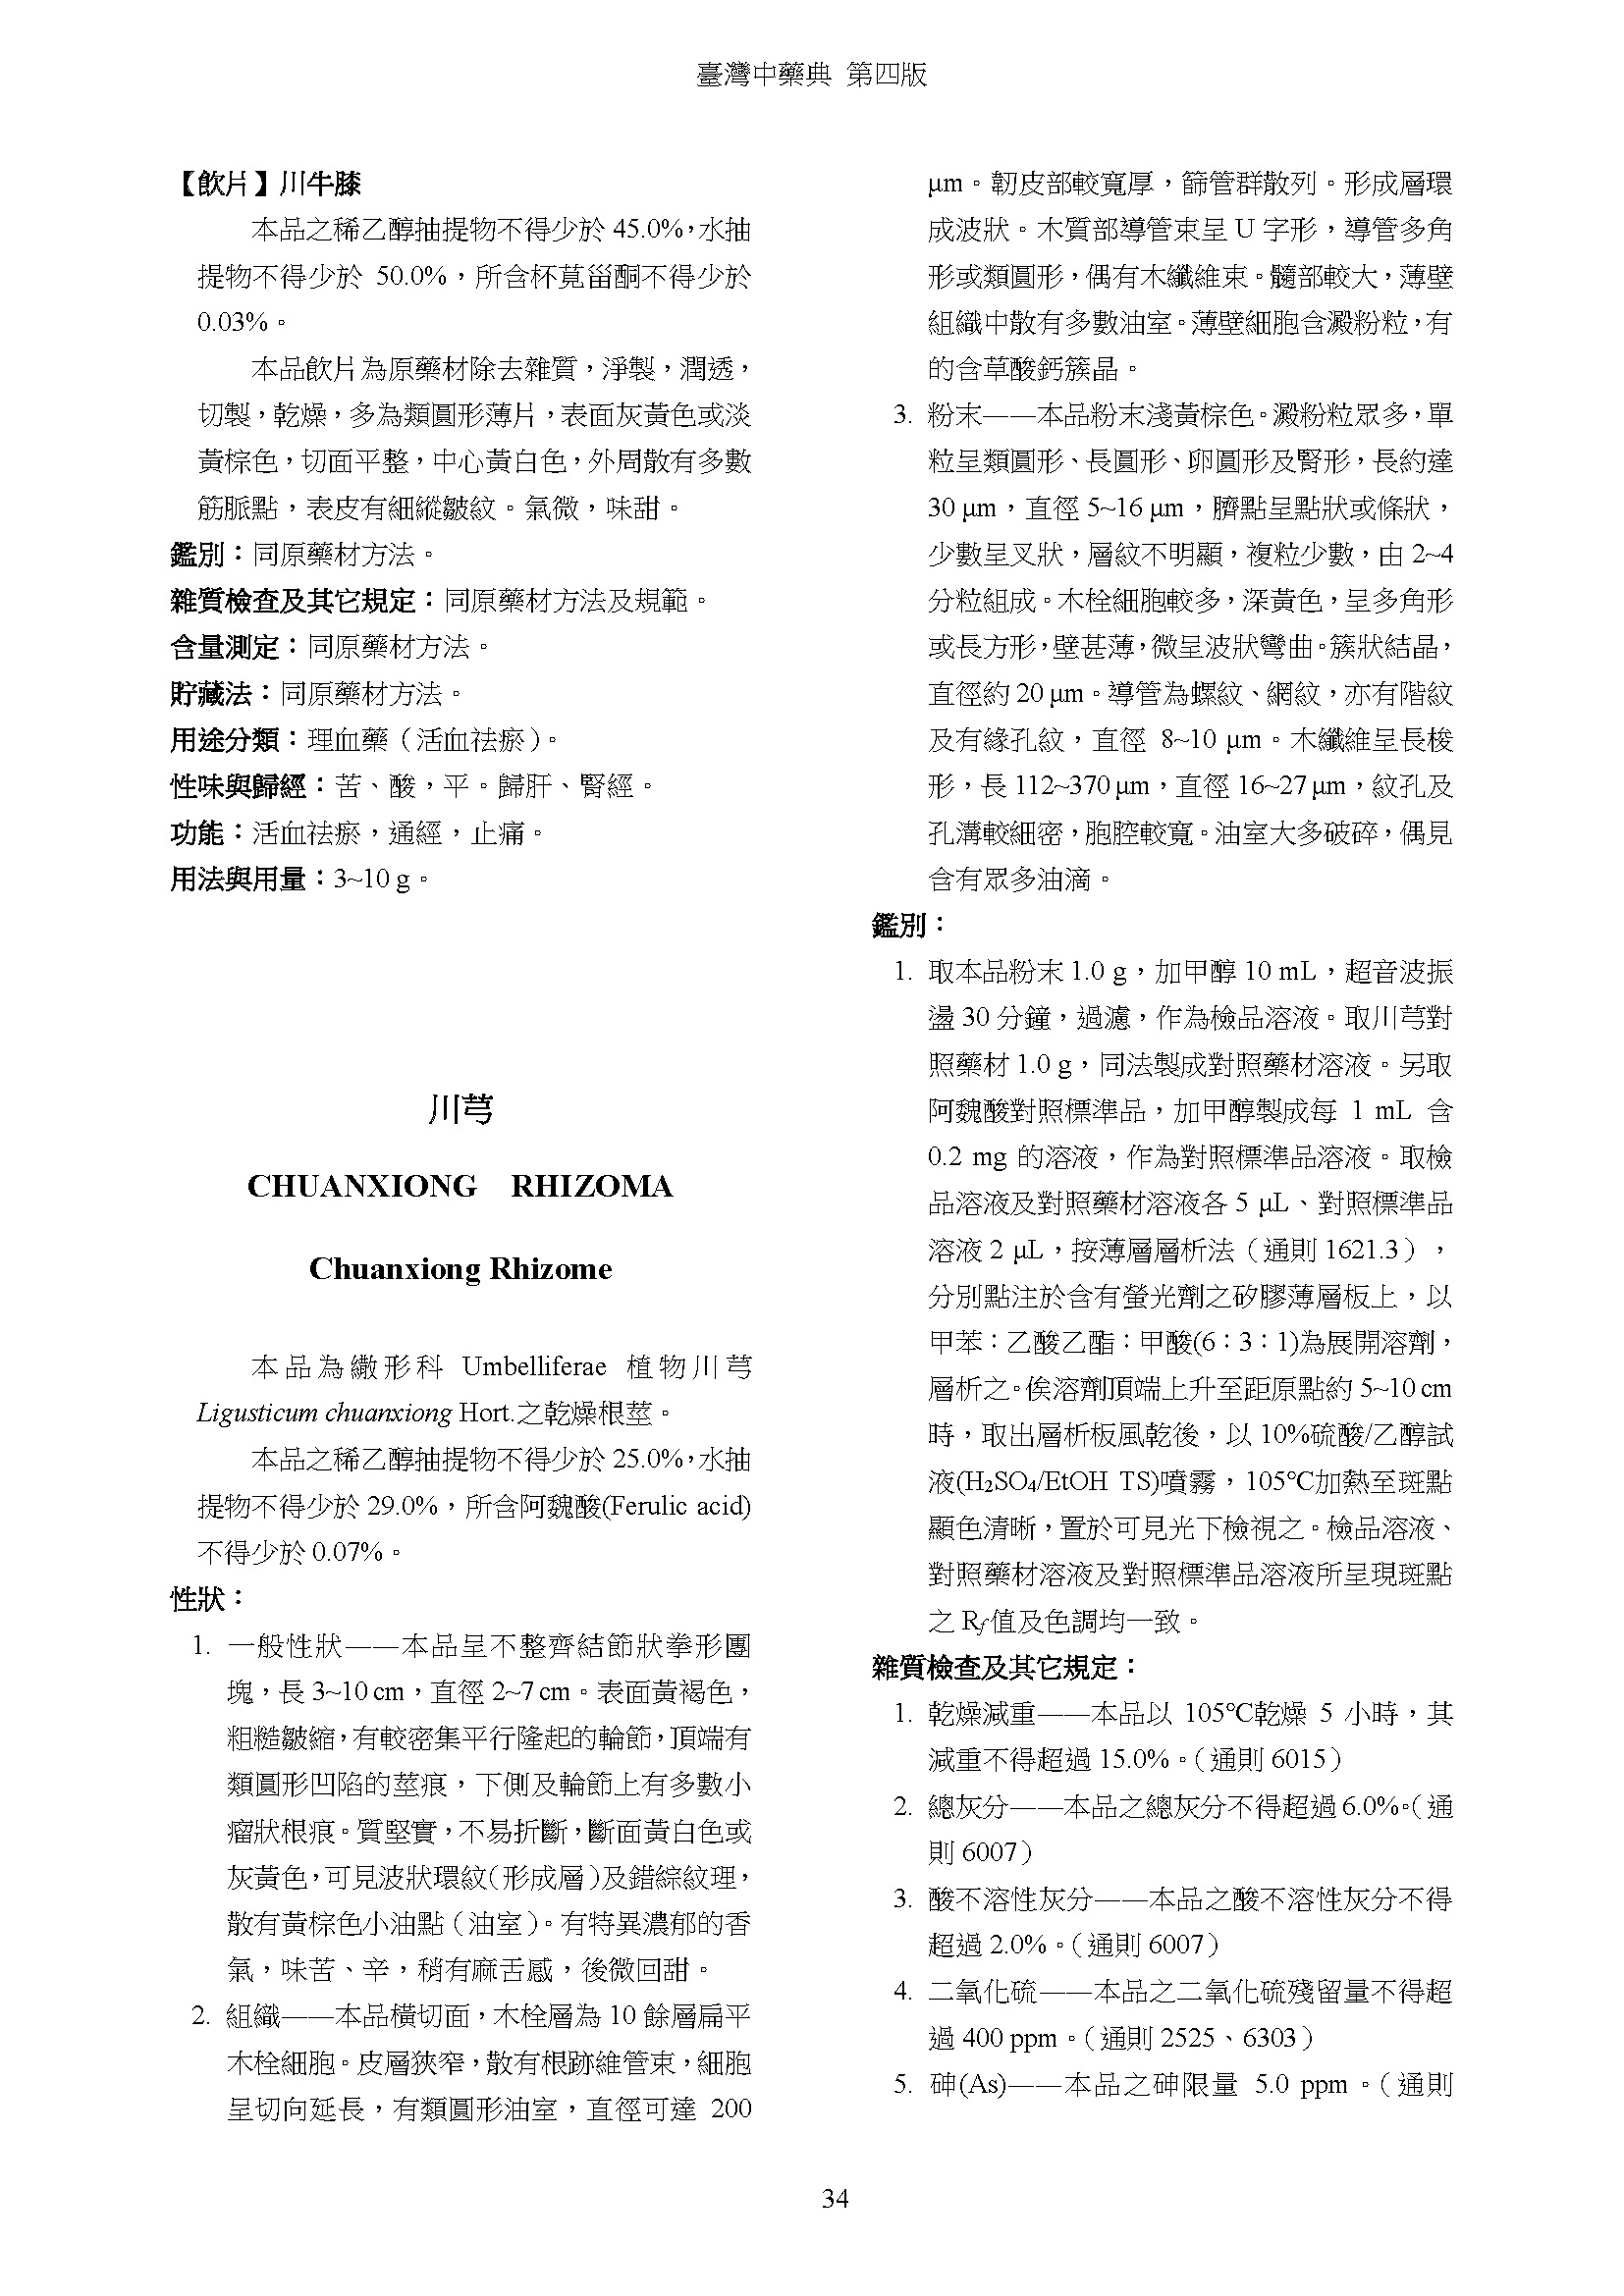 臺灣中藥典 第四版
【飲片】川牛膝
本品之稀乙醇抽提物不得少於 45.0%，水抽
提物不得少於 50.0%，所含杯莧甾酮不得少於
0.03%。
本品飲片為原藥材除去雜質，淨製，潤透，
切製，乾燥，多為類圓形薄片，表面灰黃色或淡
黃棕色，切面平整，中心黃白色，外周散有多數
筋脈點，表皮有細縱皺紋。氣微，味甜。
鑑別：同原藥材方法。
雜質檢查及其它規定：同原藥材方法及規範。
含量測定：同原藥材方法。
貯藏法：同原藥材方法。
用途分類：理血藥（活血祛瘀）。
性味與歸經：苦、酸，平。歸肝、腎經。
功能：活血祛瘀，通經，止痛。
用法與用量：3~10 g。
川芎
CHUANXIONG RHIZOMA
Chuanxiong Rhizome
本品為繖形科 Umbelliferae 植物川芎
Ligusticum chuanxiong Hort.之乾燥根莖。
本品之稀乙醇抽提物不得少於 25.0%，水抽
提物不得少於 29.0%，所含阿魏酸(Ferulic acid)
不得少於 0.07%。
性狀：
1. 一般性狀——本品呈不整齊結節狀拳形團
塊，長 3~10 cm，直徑 2~7 cm。表面黃褐色，
粗糙皺縮，有較密集平行隆起的輪節，頂端有
類圓形凹陷的莖痕，下側及輪節上有多數小
瘤狀根痕。質堅實，不易折斷，斷面黃白色或
灰黃色，可見波狀環紋（形成層）及錯綜紋理，
散有黃棕色小油點（油室）。有特異濃郁的香
氣，味苦、辛，稍有麻舌感，後微回甜。
2. 組織——本品橫切面，木栓層為 10 餘層扁平
木栓細胞。皮層狹窄，散有根跡維管束，細胞
呈切向延長，有類圓形油室，直徑可達 200
μm。韌皮部較寬厚，篩管群散列。形成層環
成波狀。木質部導管束呈 U 字形，導管多角
形或類圓形，偶有木纖維束。髓部較大，薄壁
組織中散有多數油室。薄壁細胞含澱粉粒，有
的含草酸鈣簇晶。
3. 粉末——本品粉末淺黃棕色。澱粉粒眾多，單
粒呈類圓形、長圓形、卵圓形及腎形，長約達
30 μm，直徑 5~16 μm，臍點呈點狀或條狀，
少數呈叉狀，層紋不明顯，複粒少數，由 2~4
分粒組成。木栓細胞較多，深黃色，呈多角形
或長方形，壁甚薄，微呈波狀彎曲。簇狀結晶，
直徑約 20 μm。導管為螺紋、網紋，亦有階紋
及有緣孔紋，直徑 8~10 μm。木纖維呈長梭
形，長 112~370 μm，直徑 16~27 μm，紋孔及
孔溝較細密，胞腔較寬。油室大多破碎，偶見
含有眾多油滴。
鑑別：
1. 取本品粉末 1.0 g，加甲醇 10 mL，超音波振
盪 30 分鐘，過濾，作為檢品溶液。取川芎對
照藥材 1.0 g，同法製成對照藥材溶液。另取
阿魏酸對照標準品，加甲醇製成每 1 mL 含
0.2 mg 的溶液，作為對照標準品溶液。取檢
品溶液及對照藥材溶液各 5 μL、對照標準品
溶液 2 μL，按薄層層析法（通則 1621.3），
分別點注於含有螢光劑之矽膠薄層板上，以
甲苯：乙酸乙酯：甲酸(6：3：1)為展開溶劑，
層析之。俟溶劑頂端上升至距原點約 5~10 cm
時，取出層析板風乾後，以 10%硫酸/乙醇試
液(H₂SO₄/EtOH TS)噴霧，105℃加熱至斑點
顯色清晰，置於可見光下檢視之。檢品溶液、
對照藥材溶液及對照標準品溶液所呈現斑點
之 Rf 值及色調均一致。
雜質檢查及其它規定：
1. 乾燥減重——本品以 105℃乾燥 5 小時，其
減重不得超過 15.0%。（通則 6015）
2. 總灰分——本品之總灰分不得超過 6.0%。（通
則 6007）
3. 酸不溶性灰分——本品之酸不溶性灰分不得
超過 2.0%。（通則 6007）
4. 二氧化硫——本品之二氧化硫殘留量不得超
過 400 ppm。（通則 2525、6303）
5. 砷(As)——本品之砷限量 5.0 ppm。（通則
34